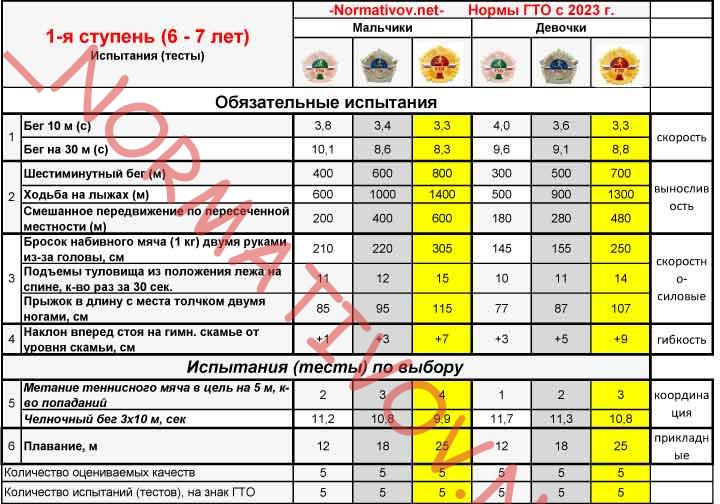 -Normativov.net- Нормы ГТО с 2023 г.
1-я ступень (6 - 7 лет)
Испытания (тесты)
Мальчики Девочки
Обязательные испытания
1 Бег 10 м (с) 3,8 3,4 3,3 4,0 3,6 3,3 скорость
Бег на 30 м (с) 10,1 8,6 8,3 9,6 9,1 8,8
2 Шестиминутный бег (м) 400 600 800 300 500 700 вынослив
Ходьба на лыжах (м) 600 1000 1400 500 900 1300 ость
Смешанное передвижение по пересеченной
местности (м) 200 400 600 180 280 480
3 Бросок набивного мяча (1 кг) двумя руками
из-за головы, см 210 220 305 145 155 250 скоростн
Подъемы туловища из положения лежа на о-
спине, к-во раз за 30 сек. 11 12 15 10 11 14 силовые
Прыжок в длину с места толчком двумя
ногами, см 85 95 115 77 87 107
4 Наклон вперед стоя на гимн. скамье от
уровня скамьи, см +1 +3 +7 +3 +5 +9 гибкость
Испытания (тесты) по выбору
5 Метание теннисного мяча в цель на 5 м, к-
во попаданий 2 3 4 1 2 3 координа
Челночный бег 3х10 м, сек 11,2 10,8 9,9 11,7 11,3 10,8 ция
6 Плавание, м 12 18 25 12 18 25 прикладн
ые
Количество оцениваемых качеств 5 5 5 5 5 5
Количество испытаний (тестов), на знак ГТО 5 5 5 5 5 5